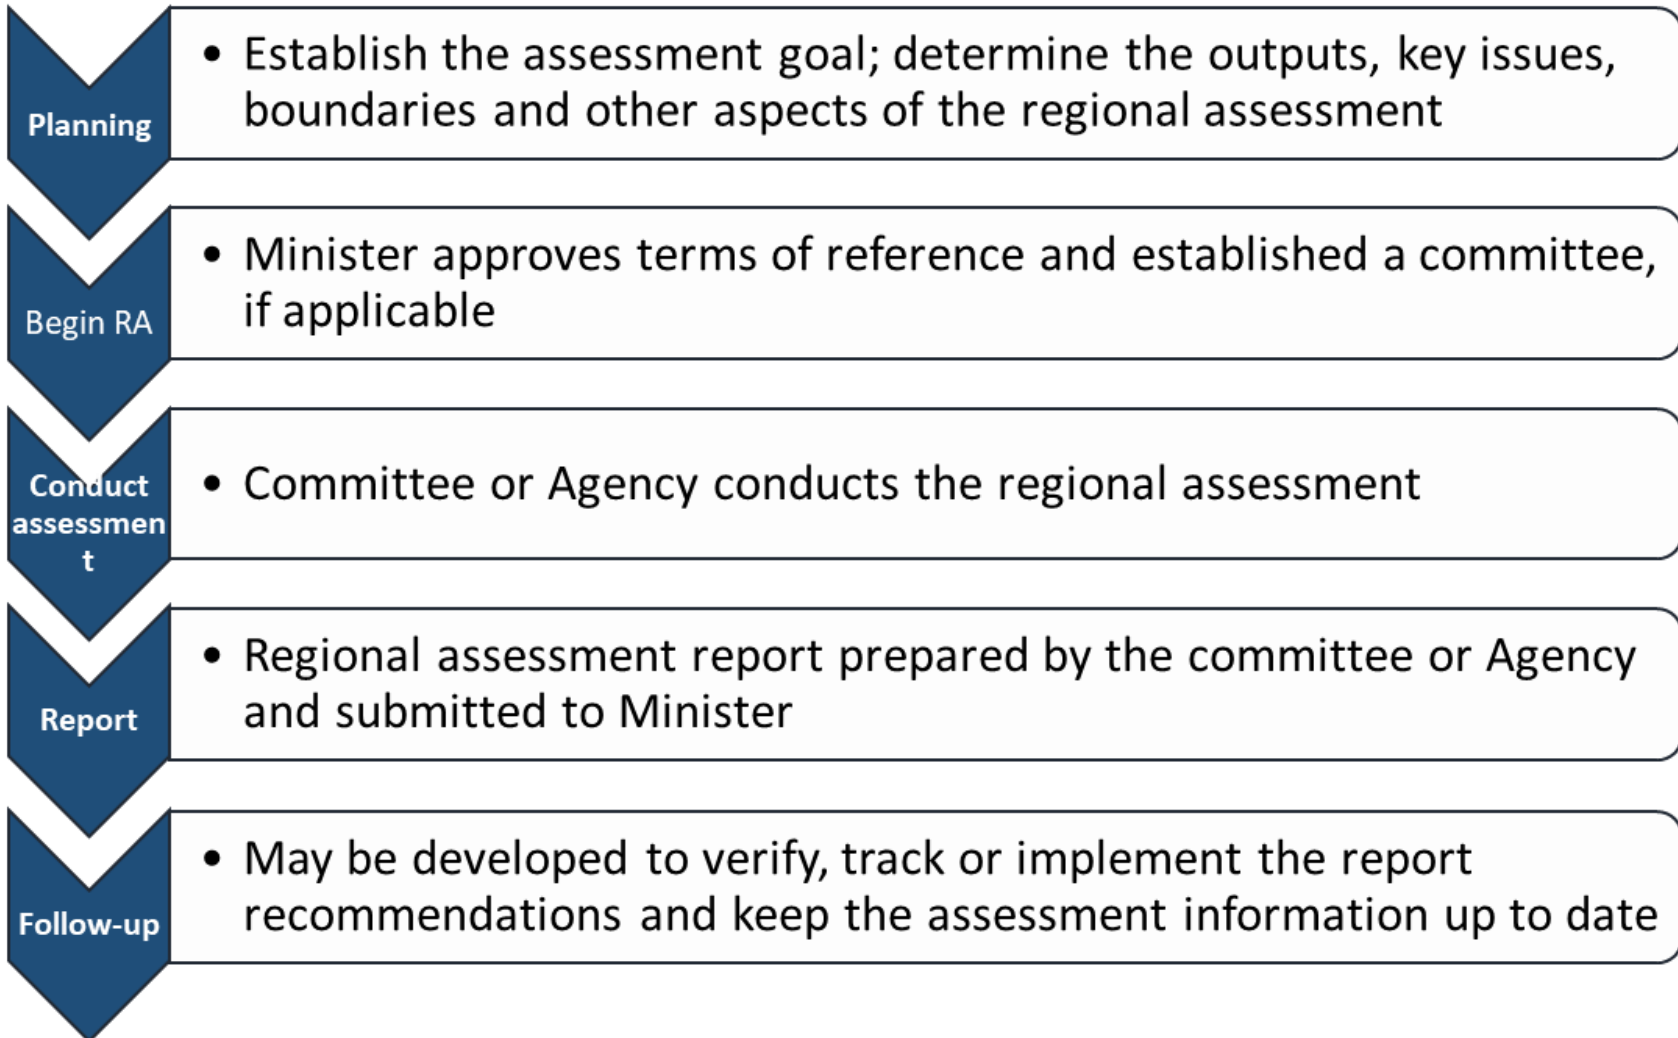 Planning
• Establish the assessment goal; determine the outputs, key issues,
boundaries and other aspects of the regional assessment
Begin RA
• Minister approves terms of reference and established a committee,
if applicable
Conduct
assessmen
t
• Committee or Agency conducts the regional assessment
Report
• Regional assessment report prepared by the committee or Agency
and submitted to Minister
Follow-up
• May be developed to verify, track or implement the report
recommendations and keep the assessment information up to date